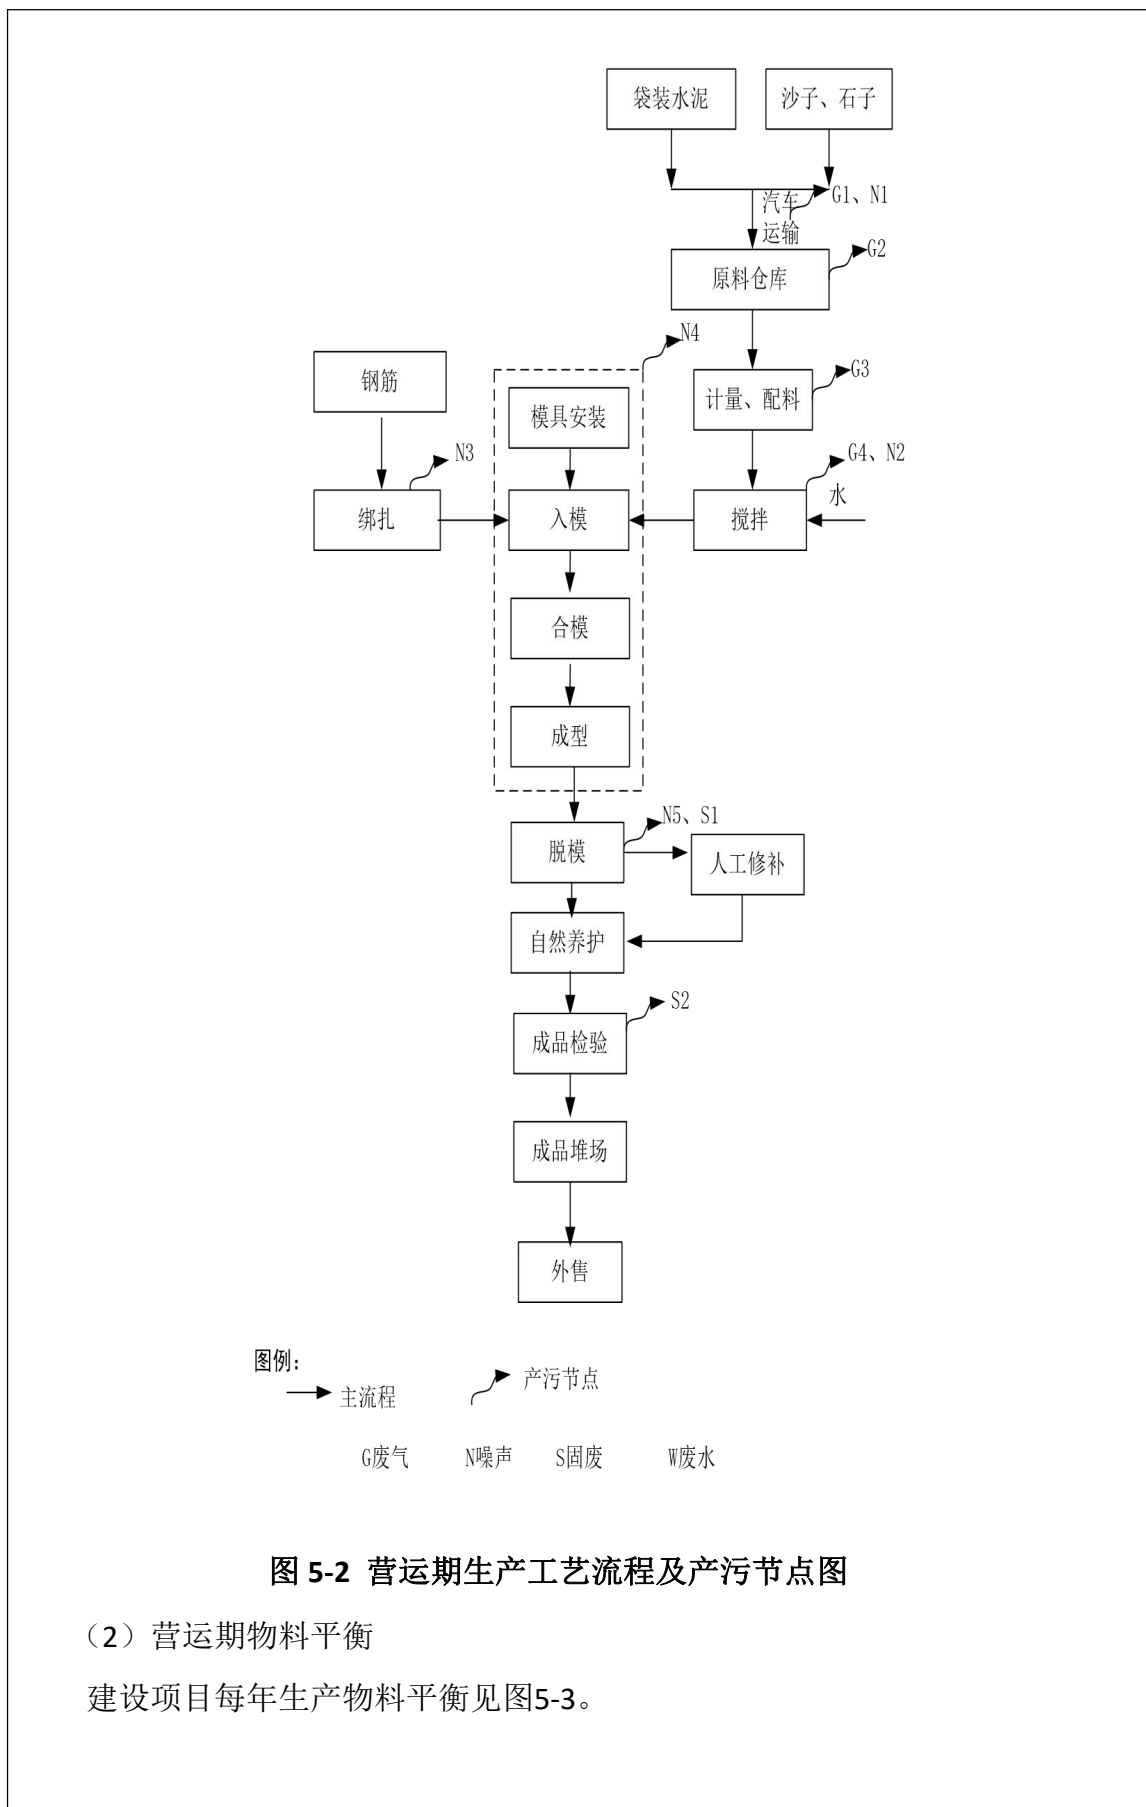 袋装水泥
沙子、石子
汽车
运输
G1、N1
原料仓库
G2
N4
钢筋
模具安装
计量、配料
G3
N3
G4、N2
水
绑扎
入模
搅拌
合模
成型
N5、S1
脱模
人工修补
自然养护
S2
成品检验
成品堆场
外售
图例：
主流程
产污节点
G废气
N噪声
S固废
W废水
图 5-2 营运期生产工艺流程及产污节点图
（2）营运期物料平衡
建设项目每年生产物料平衡见图5-3。